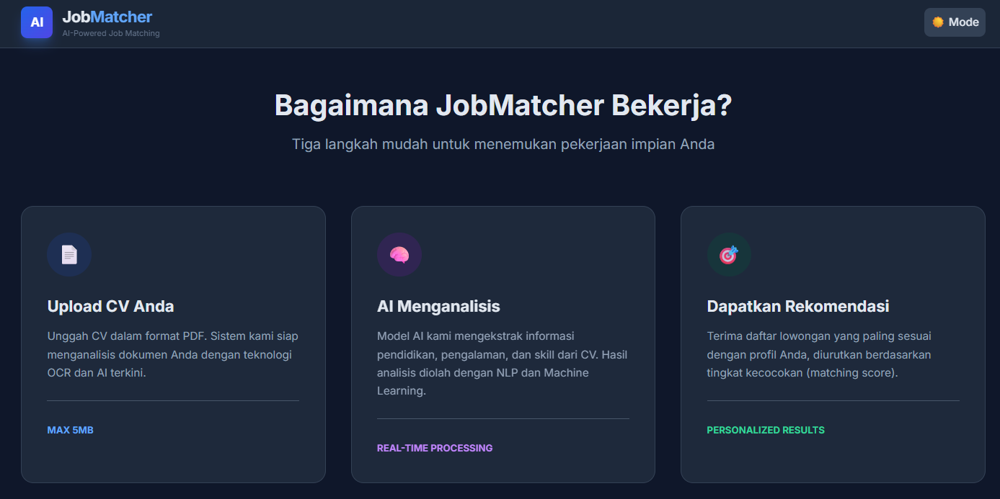 AI
JobMatcher
AI-Powered Job Matching
Mode
Bagaimana JobMatcher Bekerja?
Tiga langkah mudah untuk menemukan pekerjaan impian Anda
Upload CV Anda
Unggah CV dalam format PDF. Sistem kami siap
menganalisis dokumen Anda dengan teknologi
OCR dan AI terkini.
MAX 5MB
AI Menganalisis
Model AI kami mengekstrak informasi
pendidikan, pengalaman, dan skill dari CV. Hasil
analisis diolah dengan NLP dan Machine
Learning.
REAL-TIME PROCESSING
Dapatkan Rekomendasi
Terima daftar lowongan yang paling sesuai
dengan profil Anda, diurutkan berdasarkan
tingkat kecocokan (matching score).
PERSONALIZED RESULTS